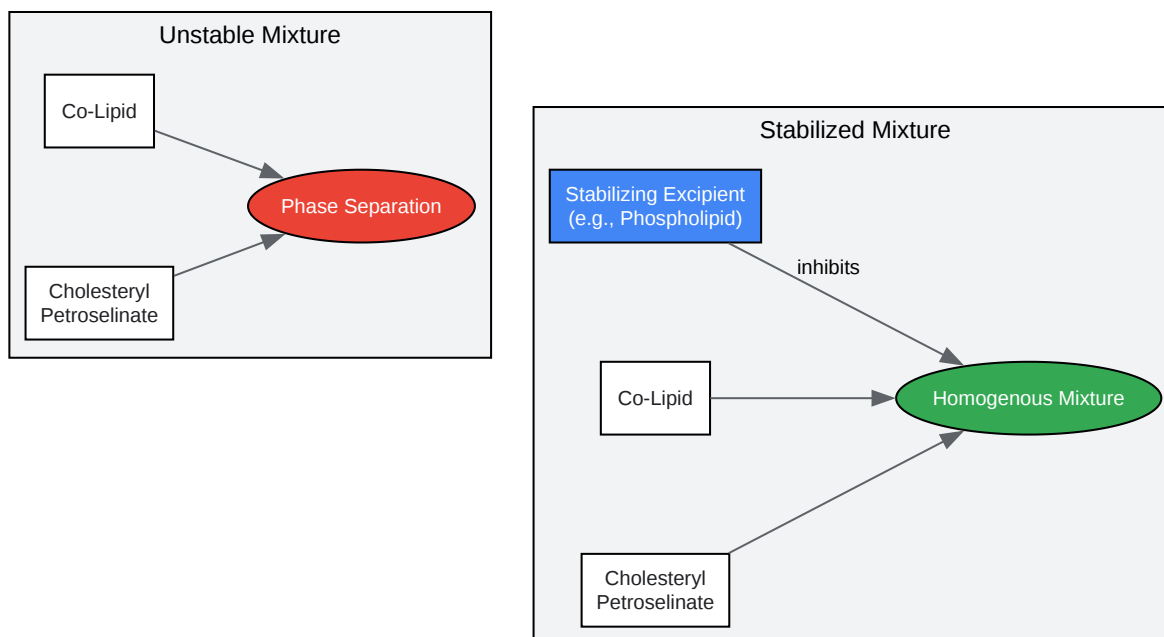 Unstable Mixture
Co-Lipid
Phase Separation
Cholesteryl
Petroselinate
Stabilized Mixture
Stabilizing Excipient
(e.g., Phospholipid)
inhibits
Co-Lipid
Homogenous Mixture
Cholesteryl
Petroselinate